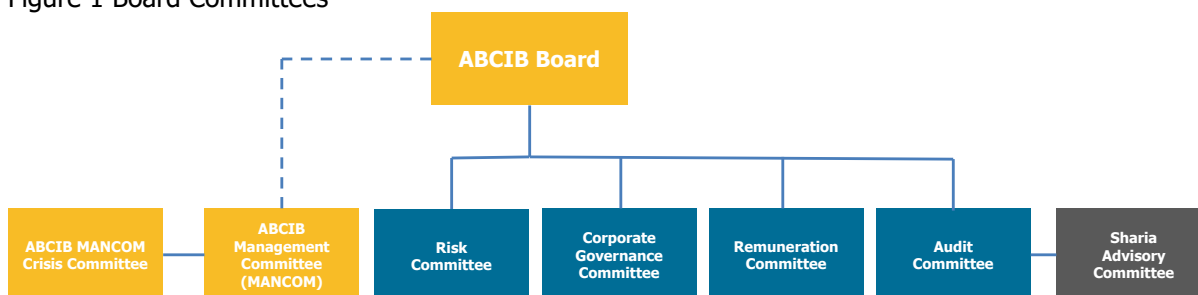 Figure 1 Board Committees
ABCIB Board
ABCIB MANCOM
Crisis Committee
ABCIB
Management
Committee
(MANCOM)
Risk
Committee
Corporate
Governance
Committee
Remuneration
Committee
Audit
Committee
Sharia
Advisory
Committee